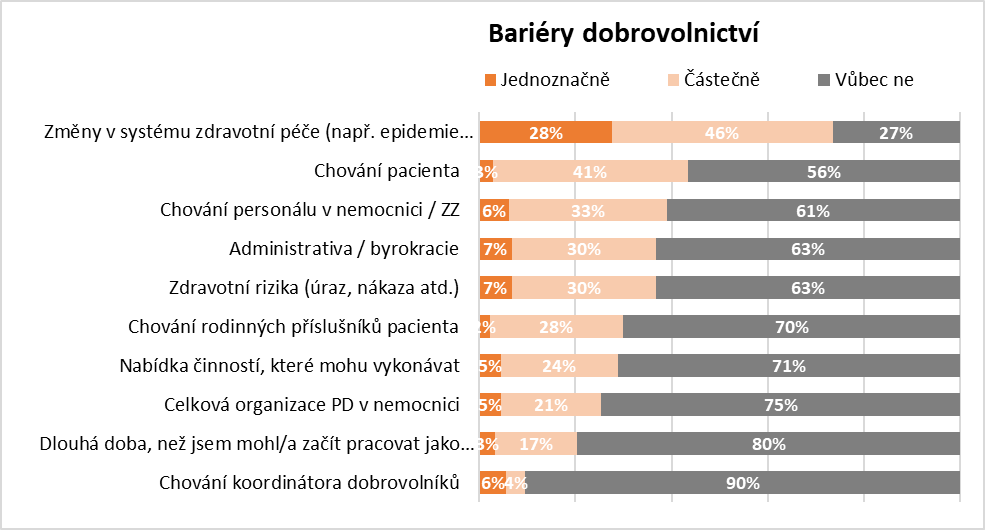 Bariéry dobrovolnictví
Jednoznačně Částečně Vůbec ne
Změny v systému zdravotní péče (např. epidemie... 28% 46% 27%
Chování pacienta 3% 41% 56%
Chování personálu v nemocnici / ZZ 6% 33% 61%
Administrativa / byrokracie 7% 30% 63%
Zdravotní rizika (úraz, nákaza atd.) 7% 30% 63%
Chování rodinných příslušníků pacienta 2% 28% 70%
Nabídka činností, které mohu vykonávat 5% 24% 71%
Celková organizace PD v nemocnici 5% 21% 75%
Dlouhá doba, než jsem mohl/a začít pracovat jako... 3% 17% 80%
Chování koordinátora dobrovolníků 6% 4% 90%